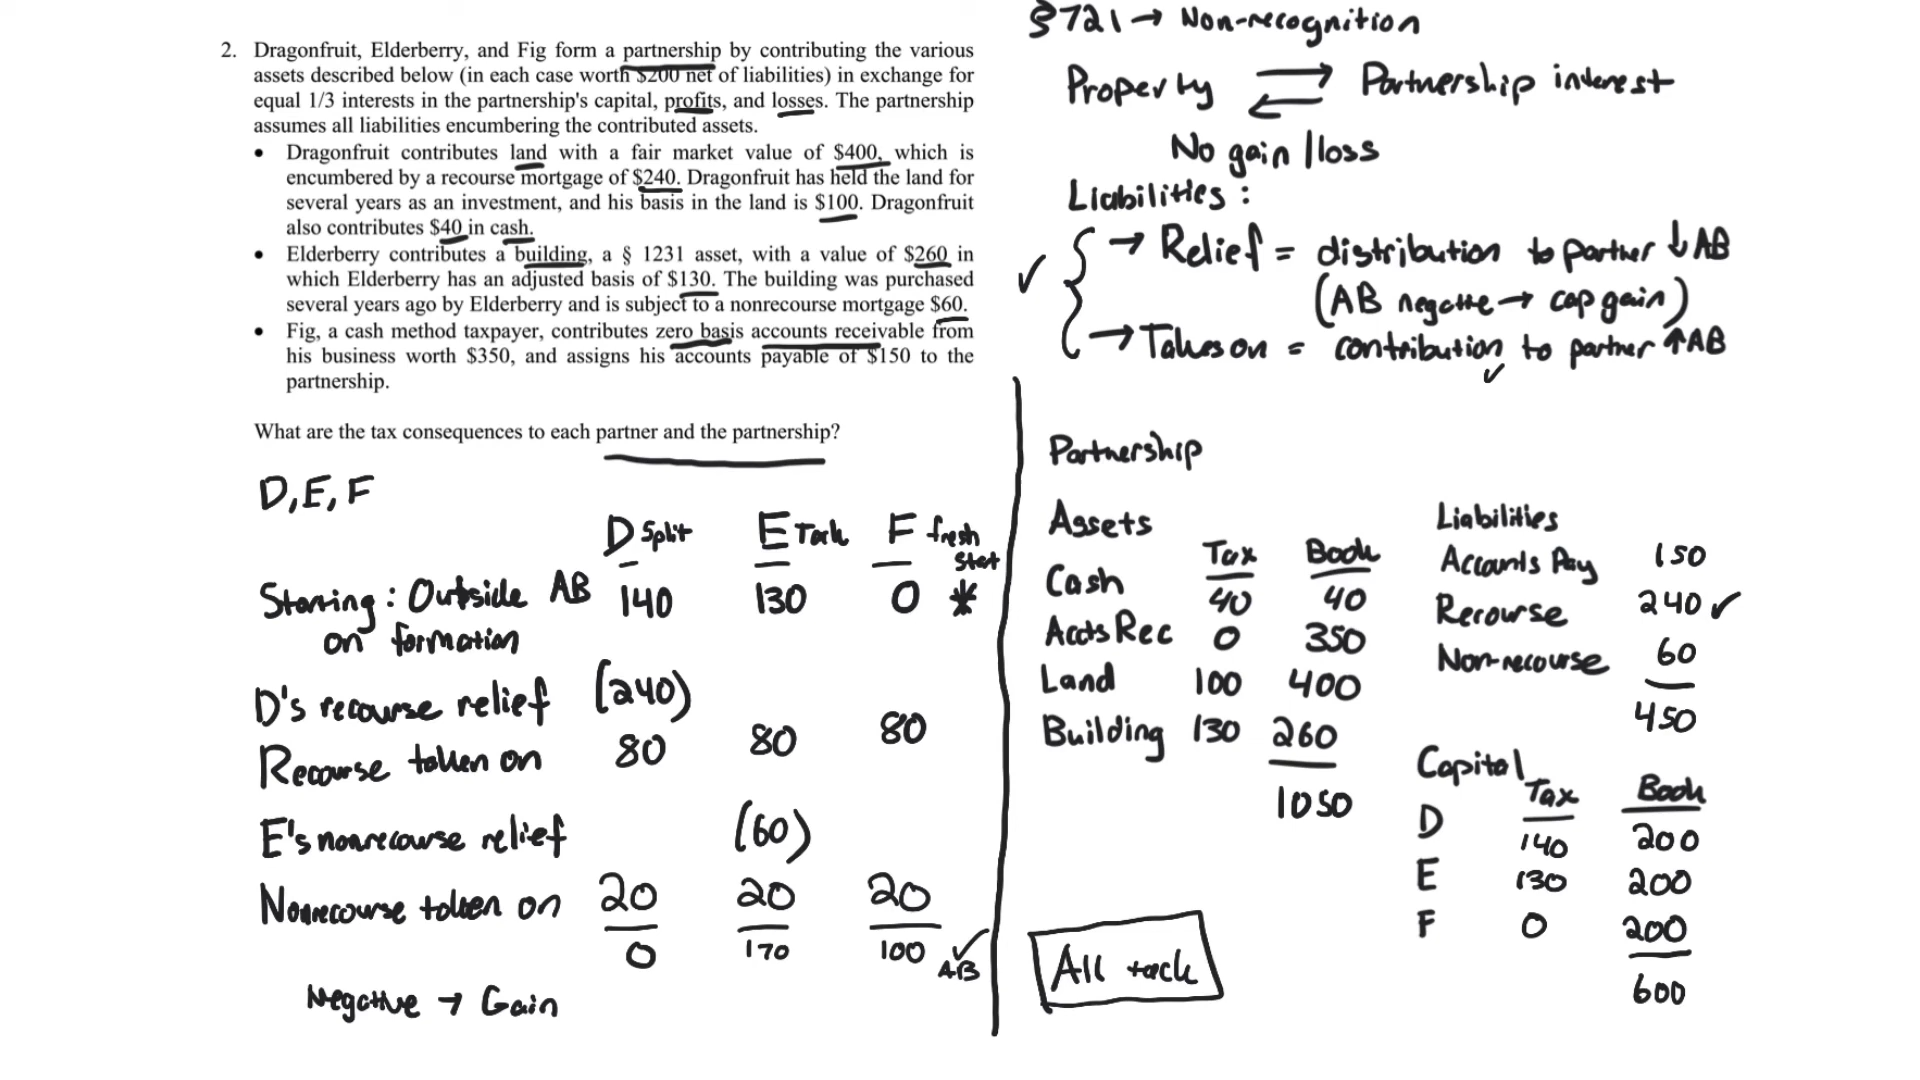 2. Dragonfruit, Elderberry, and Fig form a partnership by contributing the various
assets described below (in each case worth $200 net of liabilities) in exchange for
equal 1/3 interests in the partnership's capital, profits, and losses. The partnership
assumes all liabilities encumbering the contributed assets.
• Dragonfruit contributes land with a fair market value of $400, which is
encumbered by a recourse mortgage of $240. Dragonfruit has held the land for
several years as an investment, and his basis in the land is $100. Dragonfruit
also contributes $40 in cash.
• Elderberry contributes a building, a § 1231 asset, with a value of $260 in
which Elderberry has an adjusted basis of $130. The building was purchased
several years ago by Elderberry and is subject to a nonrecourse mortgage $60.
• Fig, a cash method taxpayer, contributes zero basis accounts receivable from
his business worth $350, and assigns his accounts payable of $150 to the
partnership.
What are the tax consequences to each partner and the partnership?
D, E, F
D Split E Tack F fresh start
Starting: Outside AB 140 130 0 *
on formation
D's recourse relief (240)
Recourse taken on 80 80 80
E's nonrecourse relief (60)
Nonrecourse taken on 20 20 20
0 170 100 ✓ AB
Negative → Gain
§721 → Non-recognition
Property ⇄ Partnership interest
No gain / loss
Liabilities:
✓ { → Relief = distribution to partner ↓ AB
(AB negative → cap gain)
→ Takes on = contribution to partner ↑ AB
✓
Partnership
Assets
Tax Book
Cash 40 40
Accts Rec 0 350
Land 100 400
Building 130 260
1050
Liabilities
Accounts Pay 150
Recourse 240 ✓
Non-recourse 60
450
Capital Tax Book
D 140 200
E 130 200
F 0 200
600
All tack